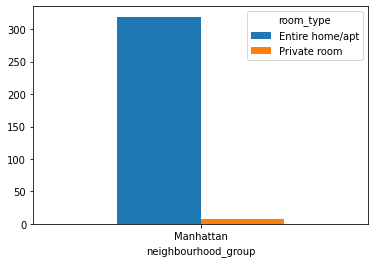 room_type
Entire home/apt
Private room
300
250
200
150
100
50
0
Manhattan
neighbourhood_group